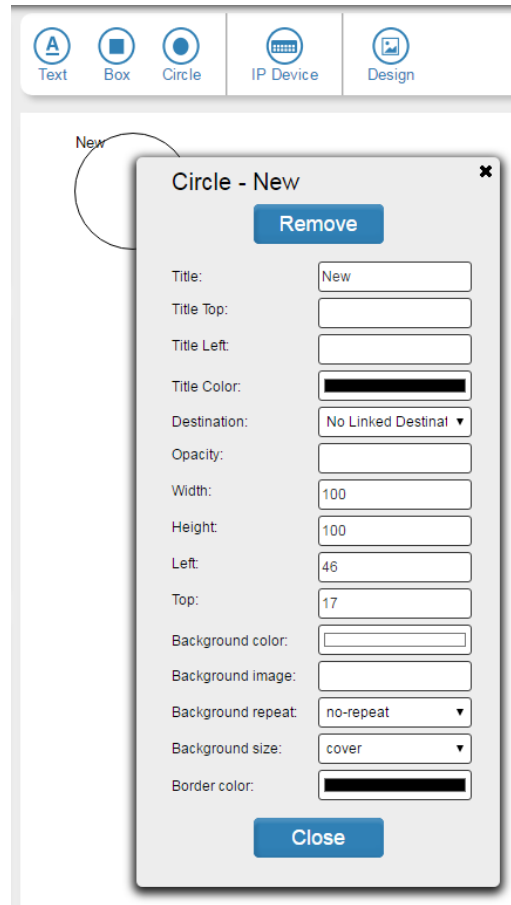 A
Text Box Circle IP Device Design
New
Circle - New
Remove
Title: New
Title Top:
Title Left:
Title Color:
Destination: No Linked Destinat
Opacity:
Width: 100
Height: 100
Left: 46
Top: 17
Background color:
Background image:
Background repeat: no-repeat
Background size: cover
Border color:
Close